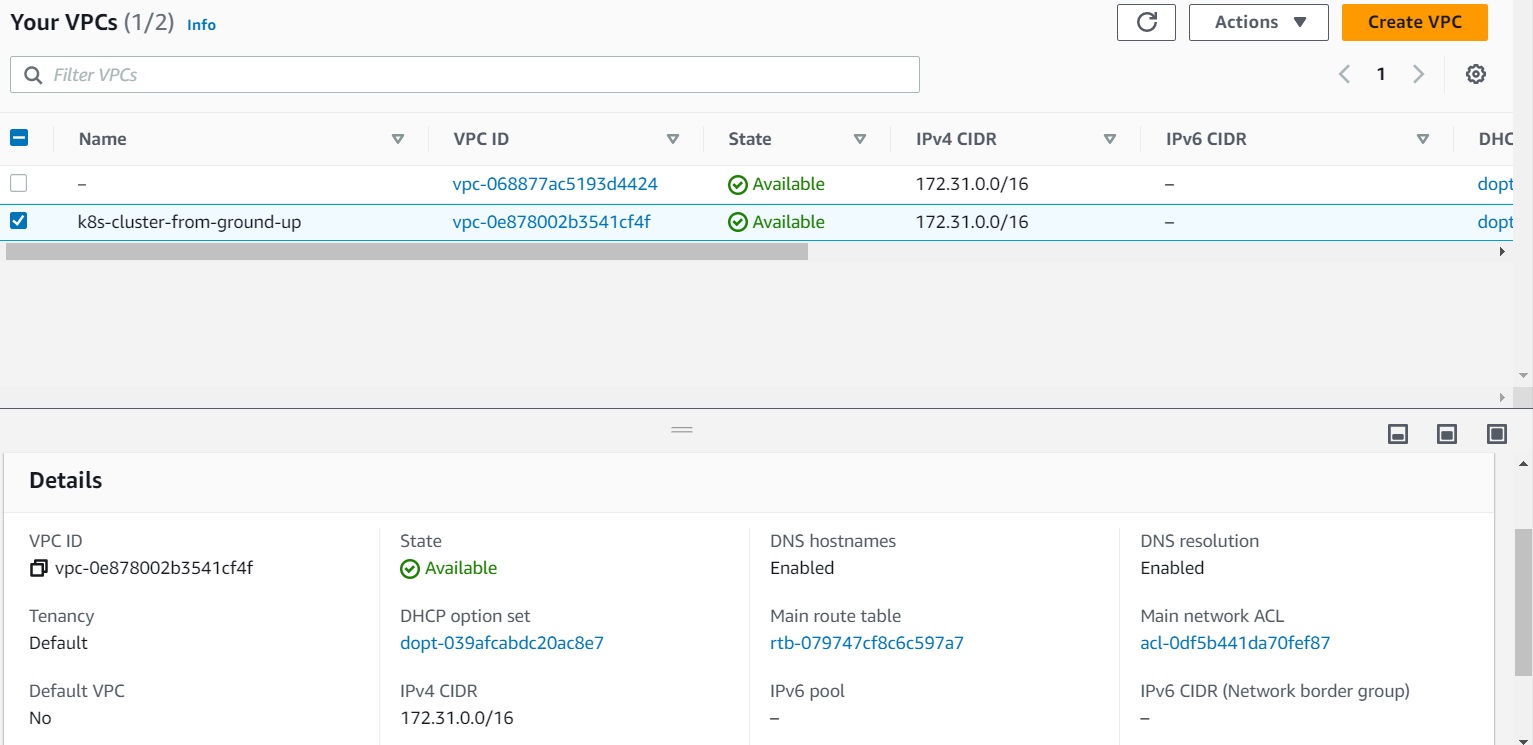 Your VPCs (1/2) Info
Actions ▼
Create VPC
Filter VPCs
1
Name VPC ID State IPv4 CIDR IPv6 CIDR DHC
– vpc-068877ac5193d4424 Available 172.31.0.0/16 – dopt
k8s-cluster-from-ground-up vpc-0e878002b3541cf4f Available 172.31.0.0/16 – dopt
Details
VPC ID State DNS hostnames DNS resolution
vpc-0e878002b3541cf4f Available Enabled Enabled
Tenancy DHCP option set Main route table Main network ACL
Default dopt-039afcabdc20ac8e7 rtb-079747cf8c6c597a7 acl-0df5b441da70fef87
Default VPC IPv4 CIDR IPv6 pool IPv6 CIDR (Network border group)
No 172.31.0.0/16 – –